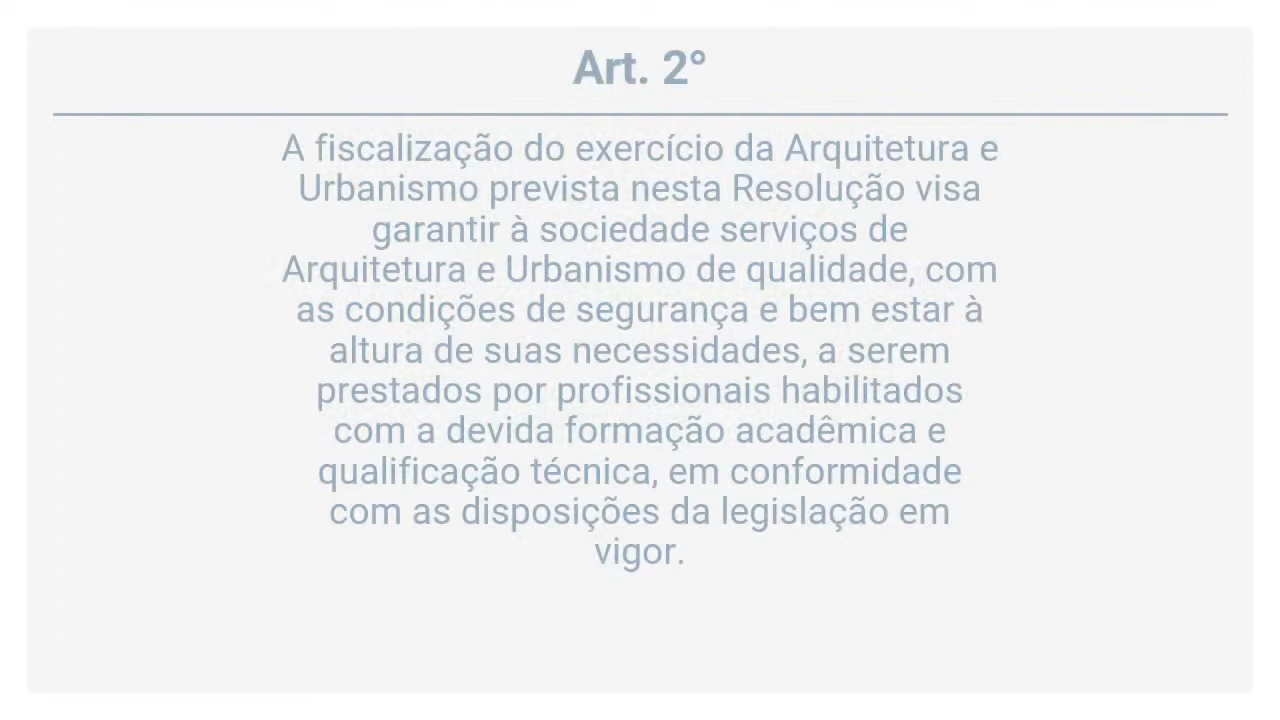 Art. 2°
A fiscalização do exercício da Arquitetura e
Urbanismo prevista nesta Resolução visa
garantir à sociedade serviços de
Arquitetura e Urbanismo de qualidade, com
as condições de segurança e bem estar à
altura de suas necessidades, a serem
prestados por profissionais habilitados
com a devida formação acadêmica e
qualificação técnica, em conformidade
com as disposições da legislação em
vigor.